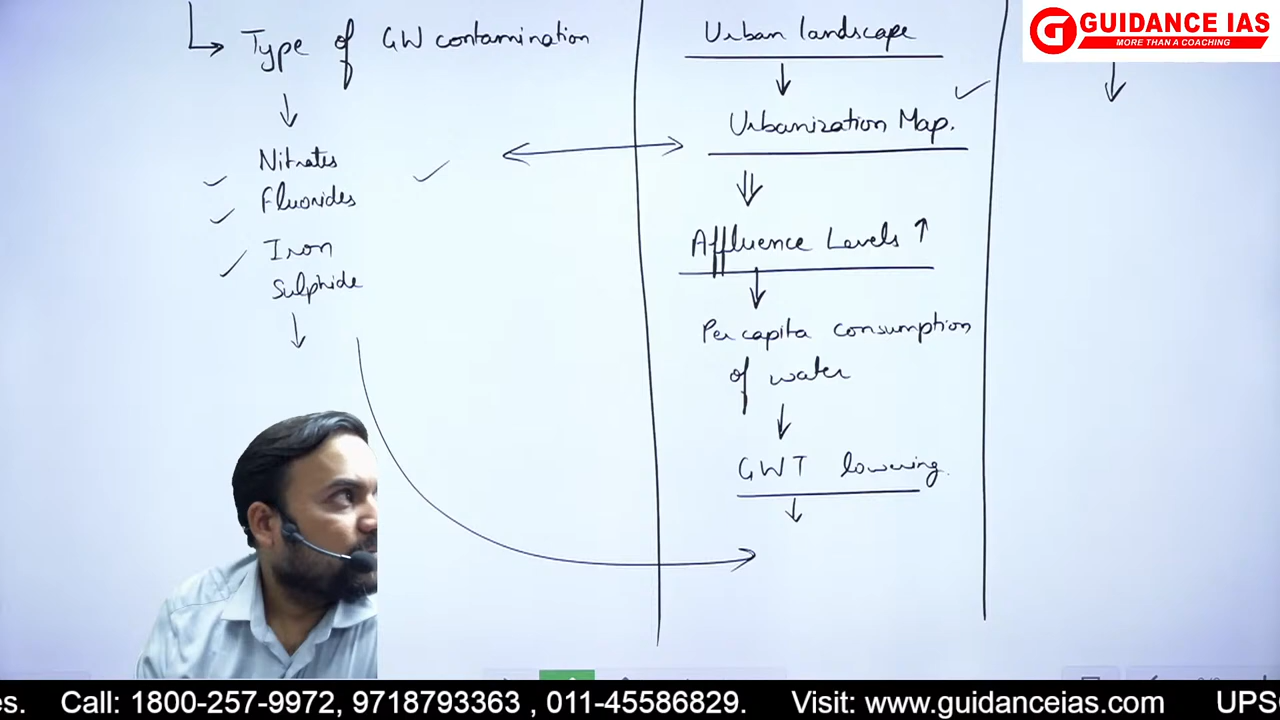 Type of GW contamination
Nitrates
Fluorides
Iron
Sulphide
Urban landscape
Urbanization Map.
Affluence Levels ↑
Per capita consumption
of water
GWT lowering.
G GUIDANCE IAS
MORE THAN A COACHING
es. Call: 1800-257-9972, 9718793363 , 011-45586829. Visit: www.guidanceias.com UPS